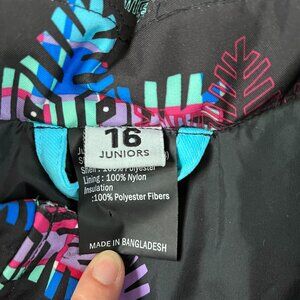 16
JUNIORS
Shell : 100% Polyester
Lining : 100% Nylon
Insulation
:100% Polyester Fibers
MADE IN BANGLADESH